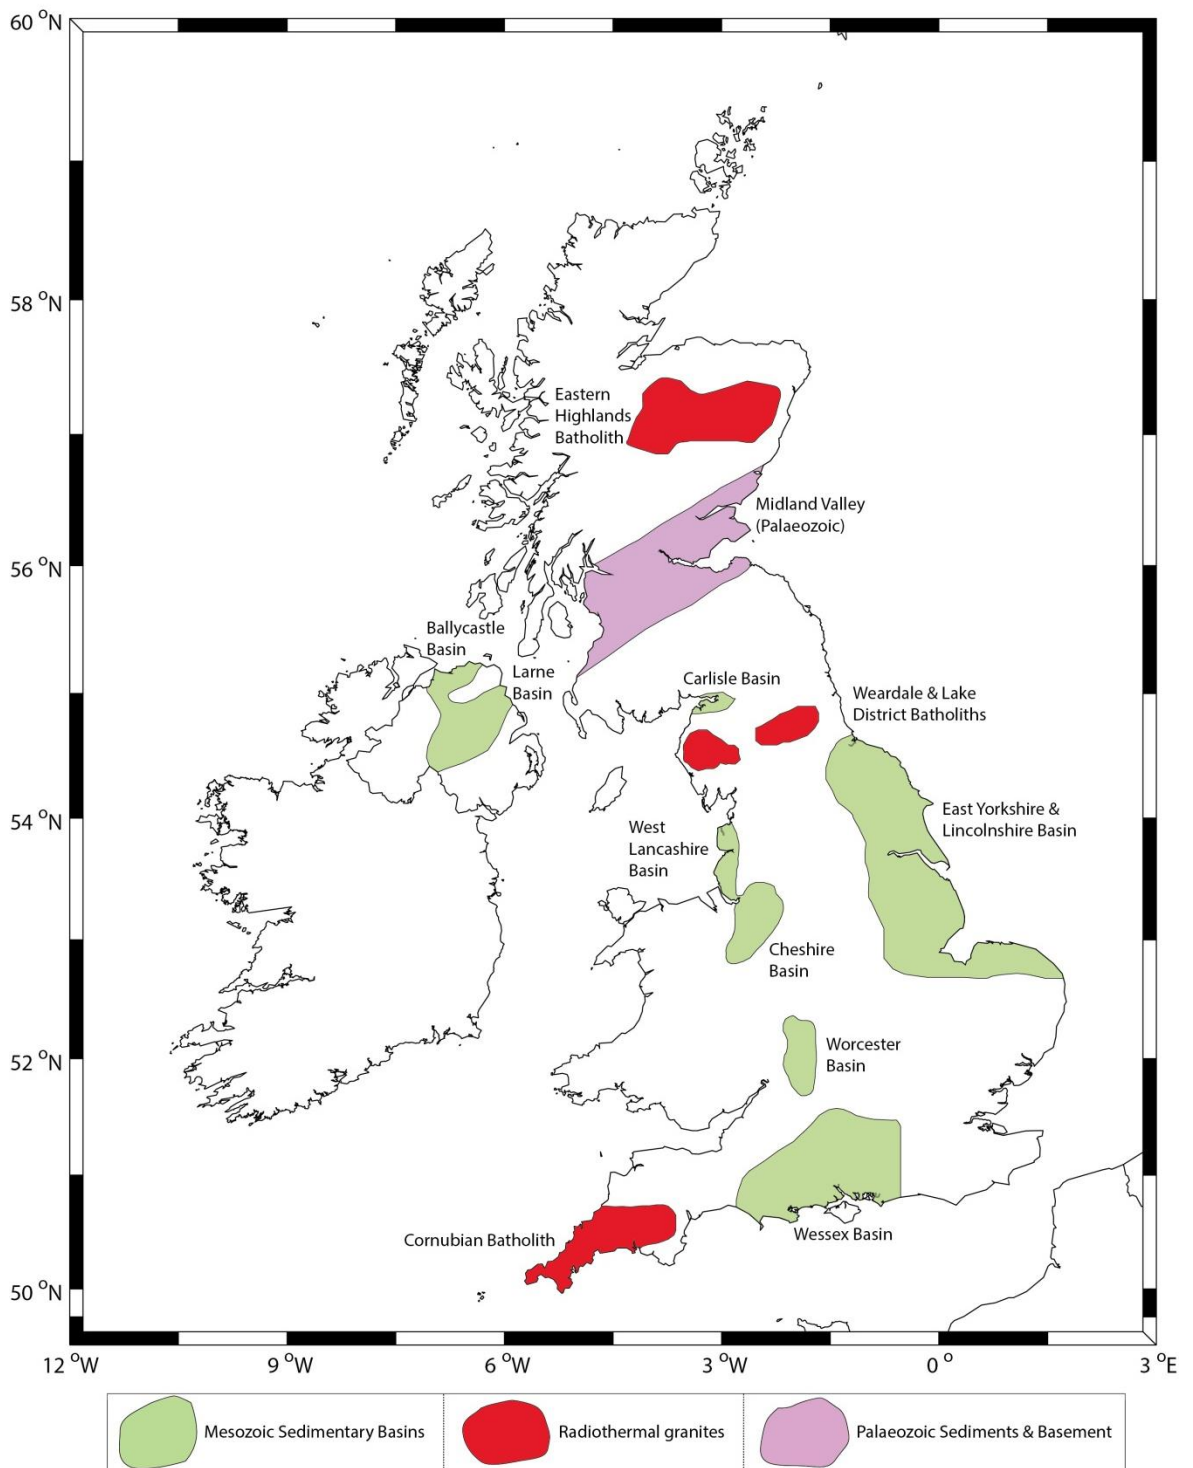 60 °N
58 °N
Eastern
Highlands
Batholith
Midland Valley
(Palaeozoic)
56 °N
Ballycastle
Basin
Larne
Basin
Carlisle Basin
Weardale & Lake
District Batholiths
East Yorkshire &
Lincolnshire Basin
54 °N
West
Lancashire
Basin
Cheshire
Basin
52 °N
Worcester
Basin
Cornubian Batholith
Wessex Basin
50 °N
12 °W
9 °W
6 °W
3 °W
0 °
3 °E
Mesozoic Sedimentary Basins
Radiothermal granites
Palaeozoic Sediments & Basement